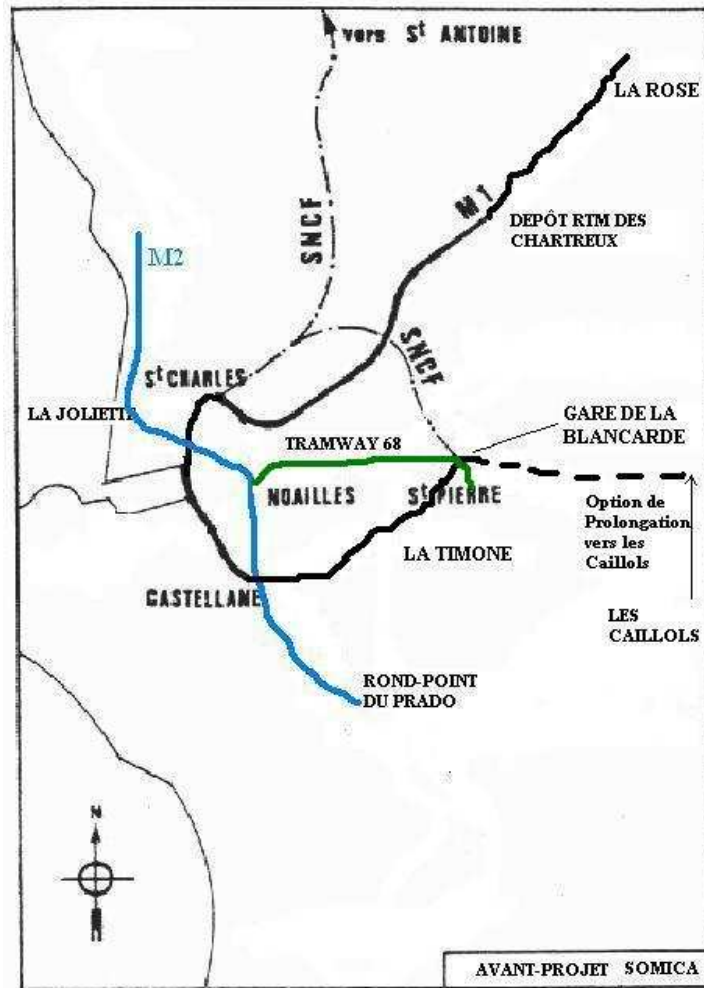 vers Sᵗ ANTOINE
LA ROSE
M1
SNCF
DEPÔT RTM DES
CHARTREUX
M2
Sᵗ CHARLES
SNCF
LA JOLIETTE
GARE DE LA
BLANCARDE
TRAMWAY 68
NOAILLES
Sᵗ PIERRE
Option de
Prolongation
vers les
Caillols
LA TIMONE
CASTELLANE
LES
CAILLOLS
ROND-POINT
DU PRADO
N
AVANT-PROJET SOMICA